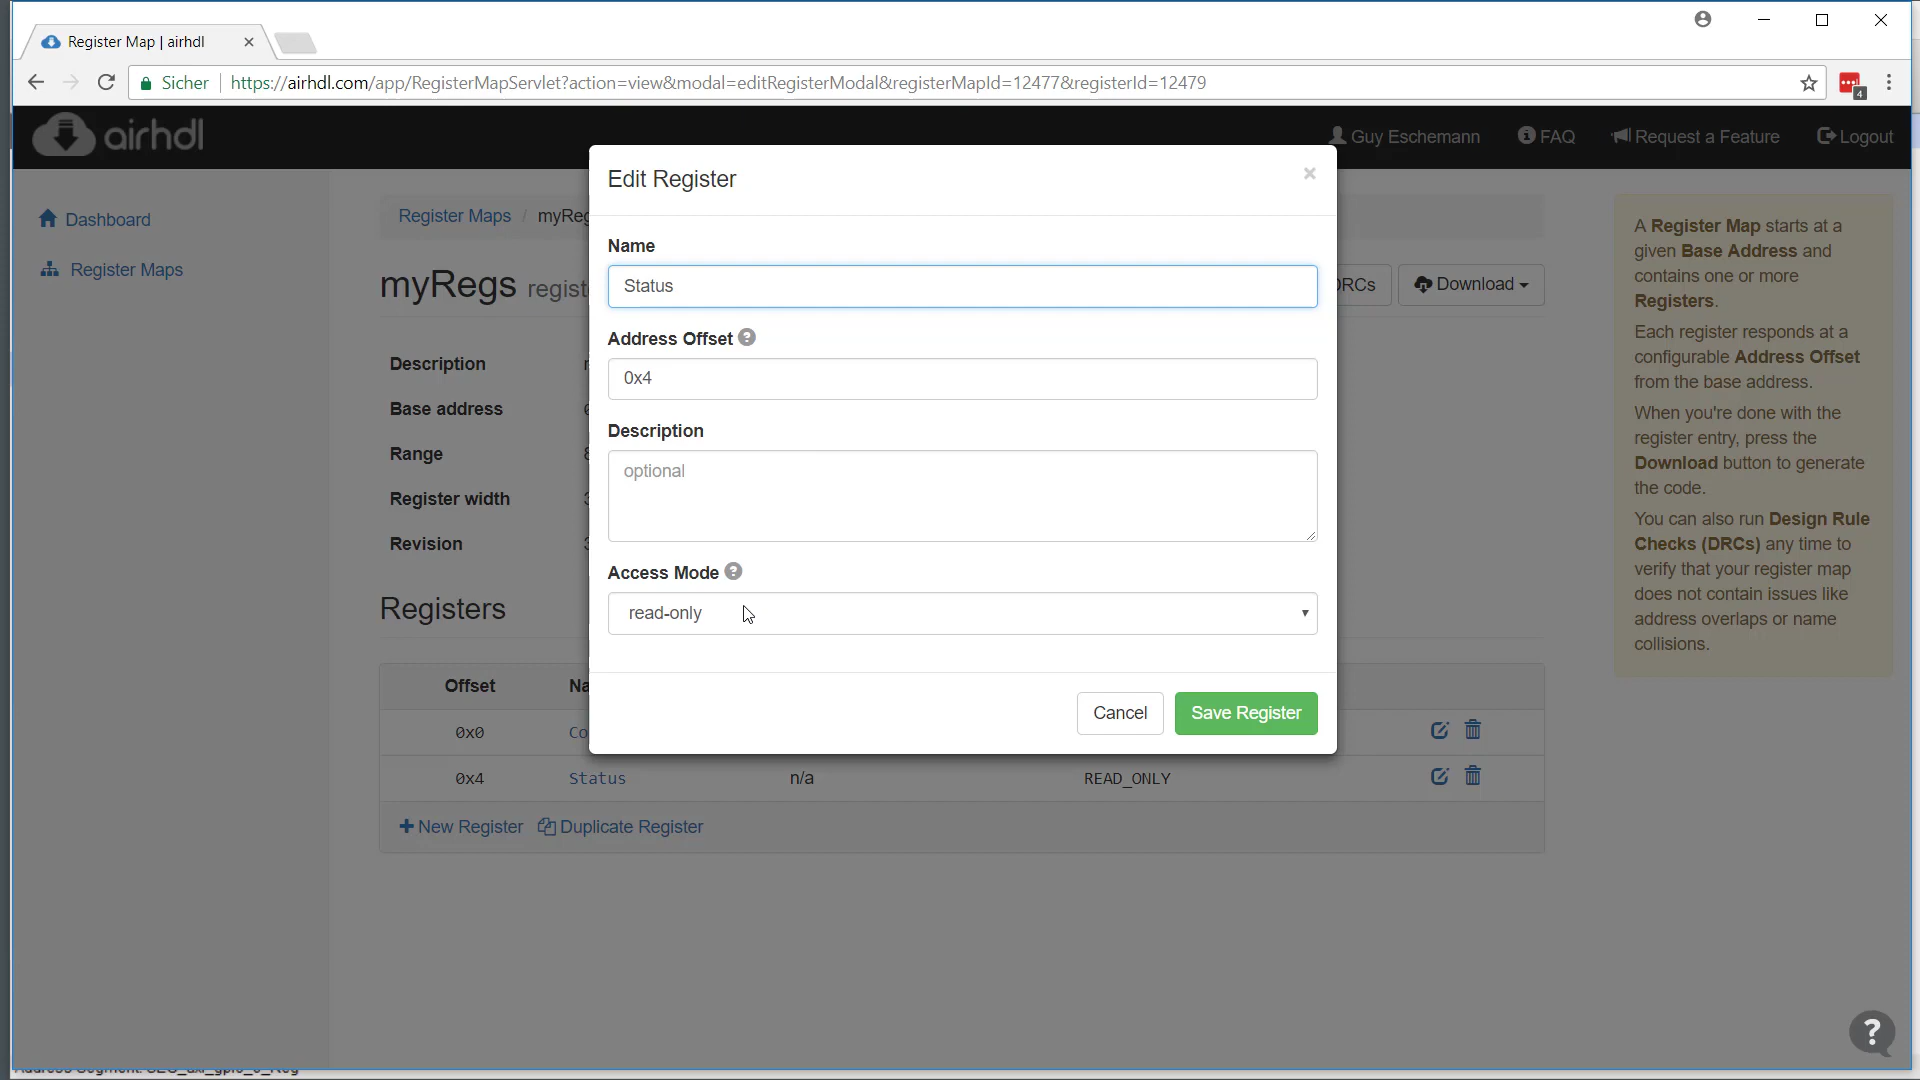 Register Map | airhdl
Sicher
https://airhdl.com/app/RegisterMapServlet?action=view&modal=editRegisterModal&registerMapId=12477&registerId=12479
4
airhdl
Guy Eschemann
FAQ
Request a Feature
Logout
Dashboard
Register Maps
Register Maps / myReg
myRegs regist
DRCs
Download
Description
Base address
Range
Register width
Revision
Registers
Offset
Na
0x0
Co
0x4
Status
n/a
READ_ONLY
New Register
Duplicate Register
Edit Register
×
Name
Status
Address Offset ?
0x4
Description
optional
Access Mode ?
read-only
Cancel
Save Register
A Register Map starts at a
given Base Address and
contains one or more
Registers.
Each register responds at a
configurable Address Offset
from the base address.
When you're done with the
register entry, press the
Download button to generate
the code.
You can also run Design Rule
Checks (DRCs) any time to
verify that your register map
does not contain issues like
address overlaps or name
collisions.
?